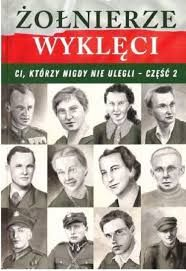 ŻOŁNIERZE
WYKLĘCI
CI, KTÓRZY NIGDY NIE ULEGLI - CZĘŚĆ 2